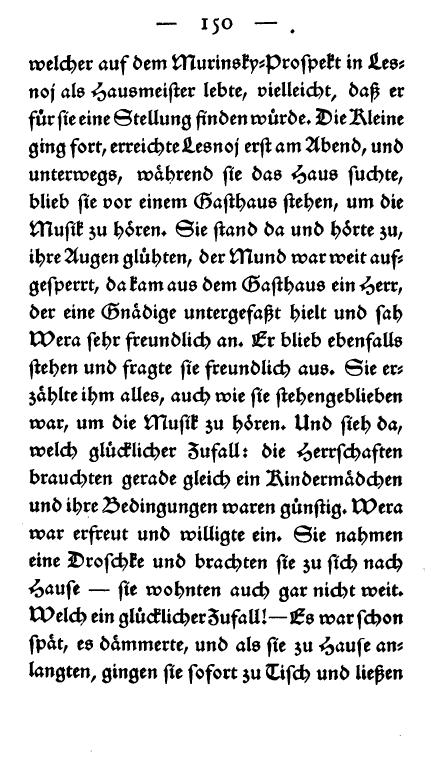 — 150 — .
welcher auf dem Murinsky-Prospekt in Les-
noj als Hausmeister lebte, vielleicht, daß er
für sie eine Stellung finden würde. Die Kleine
ging fort, erreichte Lesnoj erst am Abend, und
unterwegs, während sie das Haus suchte,
blieb sie vor einem Gasthaus stehen, um die
Musik zu hören. Sie stand da und hörte zu,
ihre Augen glühten, der Mund war weit auf-
gesperrt, da kam aus dem Gasthaus ein Herr,
der eine Gnädige untergefaßt hielt und sah
Wera sehr freundlich an. Er blieb ebenfalls
stehen und fragte sie freundlich aus. Sie er-
zählte ihm alles, auch wie sie stehengeblieben
war, um die Musik zu hören. Und sieh da,
welch glücklicher Zufall: die Herrschaften
brauchten gerade gleich ein Kindermädchen
und ihre Bedingungen waren günstig. Wera
war erfreut und willigte ein. Sie nahmen
eine Droschke und brachten sie zu sich nach
Hause — sie wohnten auch gar nicht weit.
Welch ein glücklicher Zufall!—Es war schon
spät, es dämmerte, und als sie zu Hause an-
langten, gingen sie sofort zu Tisch und ließen